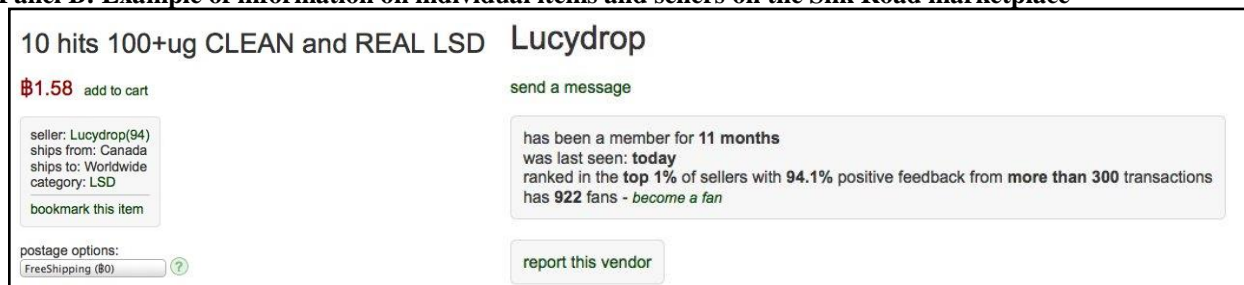 Panel D. Example of information on individual items and sellers on the Silk Road marketplace
10 hits 100+ug CLEAN and REAL LSD
฿1.58 add to cart
seller: Lucydrop(94)
ships from: Canada
ships to: Worldwide
category: LSD
bookmark this item
postage options:
FreeShipping (฿0)
?
Lucydrop
send a message
has been a member for 11 months
was last seen: today
ranked in the top 1% of sellers with 94.1% positive feedback from more than 300 transactions
has 922 fans - become a fan
report this vendor